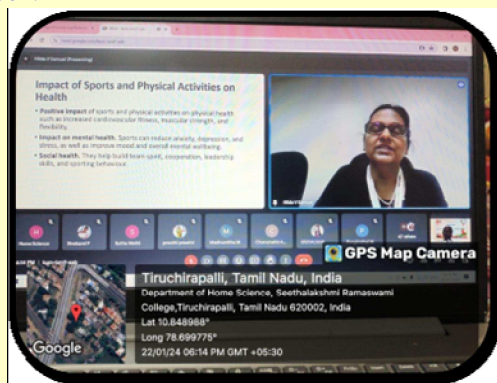 Impact of Sports and Physical Activities on
Health
• Positive impact of sports and physical activities on physical health
such as increased cardiovascular fitness, muscular strength, and
flexibility.
• Impact on mental health. Sports can reduce anxiety, depression, and
stress, as well as improve mood and overall mental wellbeing.
• Social health. They help build team spirit, cooperation, leadership
skills, and sporting behaviour.
Home Science
GPS Map Camera
Tiruchirapalli, Tamil Nadu, India
Department of Home Science, Seethalakshmi Ramaswami
College,Tiruchirapalli, Tamil Nadu 620002, India
Lat 10.848988°
Long 78.699775°
22/01/24 06:14 PM GMT +05:30
Google